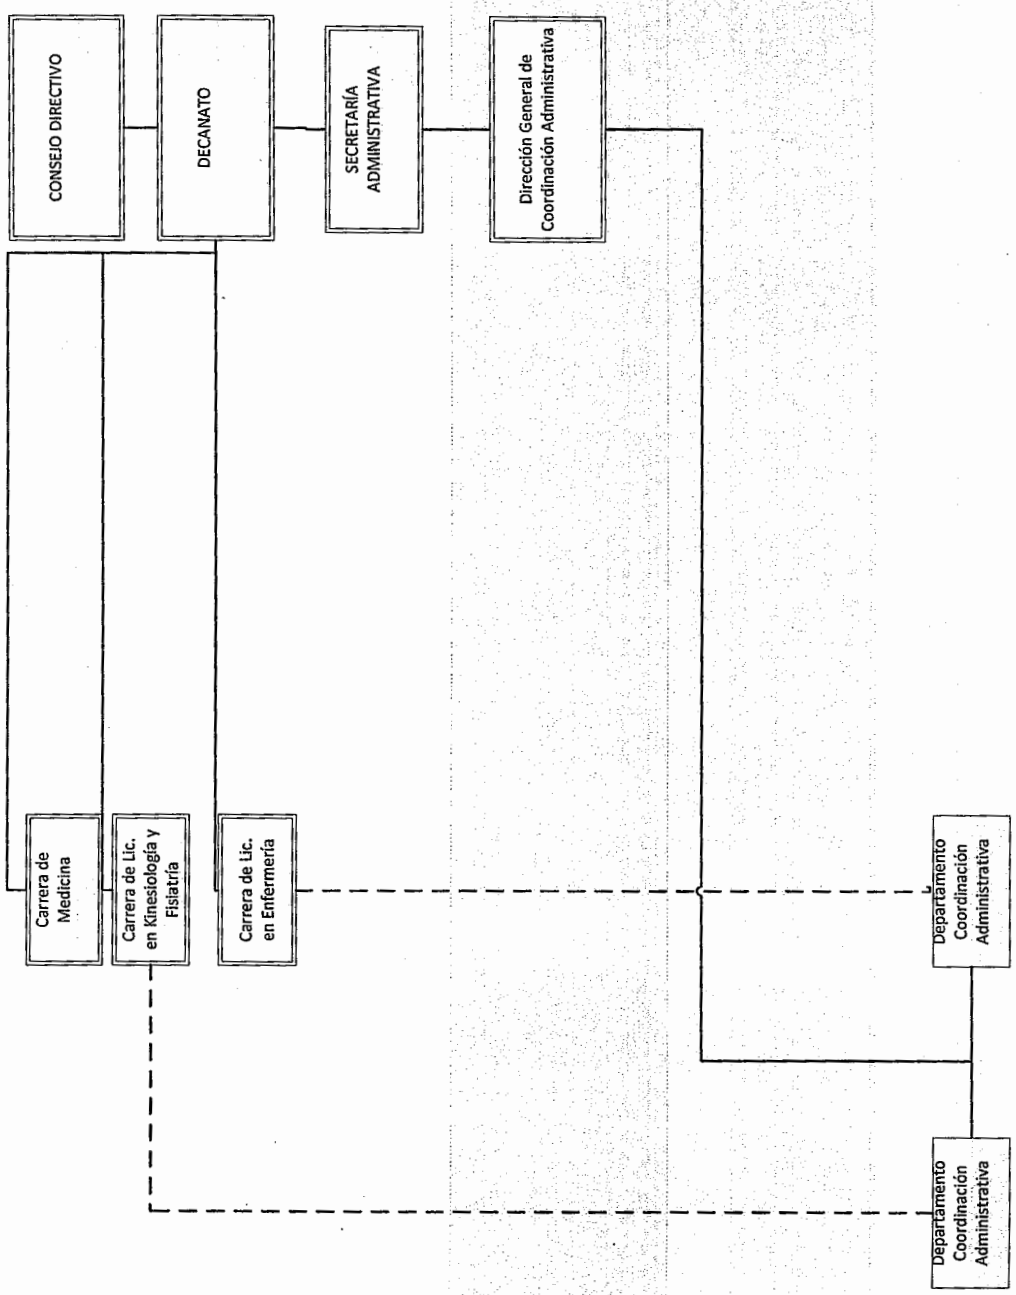 CONSEJO DIRECTIVO
DECANATO
SECRETARÍA
ADMINISTRATIVA
Dirección General de
Coordinación Administrativa
Carrera de
Medicina
Carrera de Lic.
en Kinesiología y
Fisiatría
Carrera de Lic.
en Enfermería
Departamento
Coordinación
Administrativa
Departamento
Coordinación
Administrativa